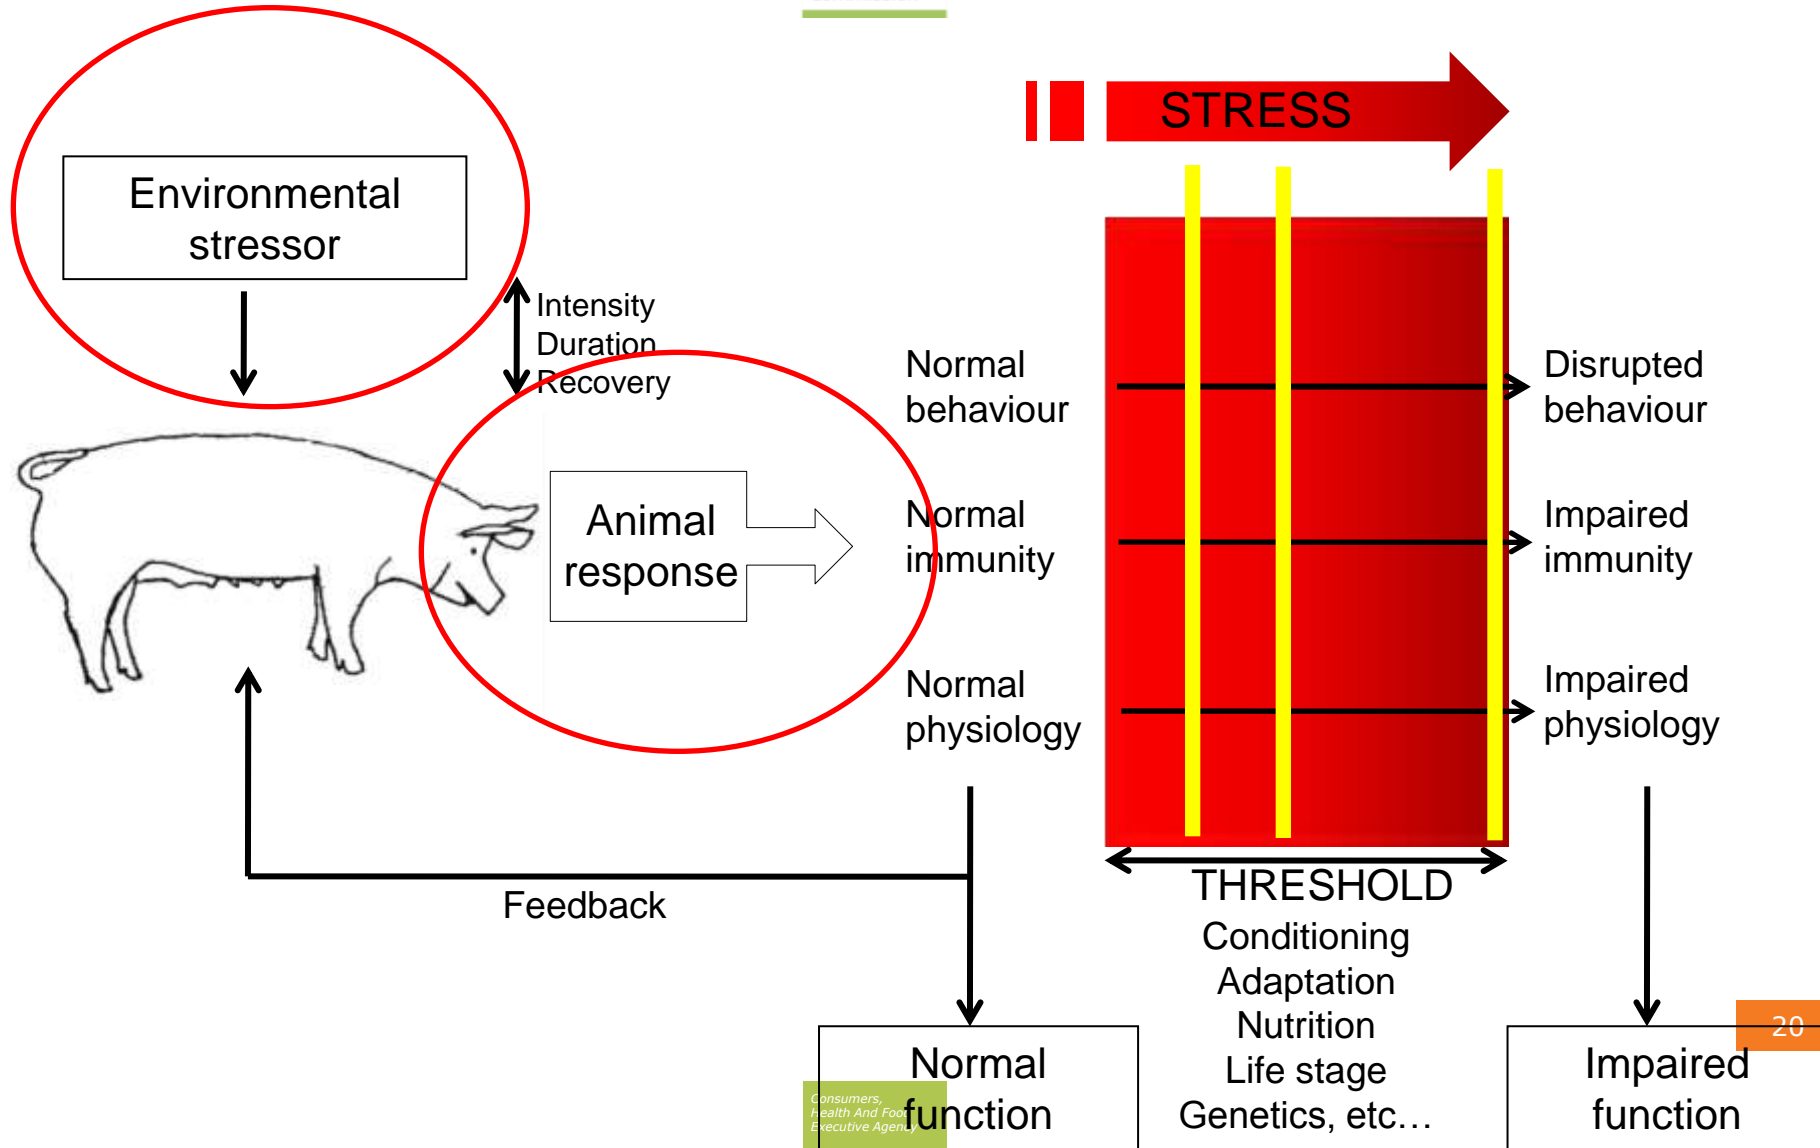 STRESS
Environmental
stressor
Intensity
Duration
Recovery
Animal
response
Normal
behaviour
Normal
immunity
Normal
physiology
Disrupted
behaviour
Impaired
immunity
Impaired
physiology
Feedback
THRESHOLD
Conditioning
Adaptation
Nutrition
Life stage
Genetics, etc…
Normal
function
Impaired
function
20
Consumers,
Health And Food
Executive Agency